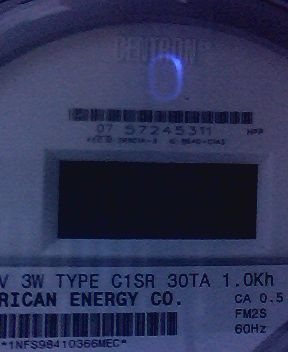 CENTRON
07 57245311
V 3W TYPE C1SR 30TA 1.0Kh
RICAN ENERGY CO.
CA 0.5
FM2S
60Hz
*1NFS98410366MEC*